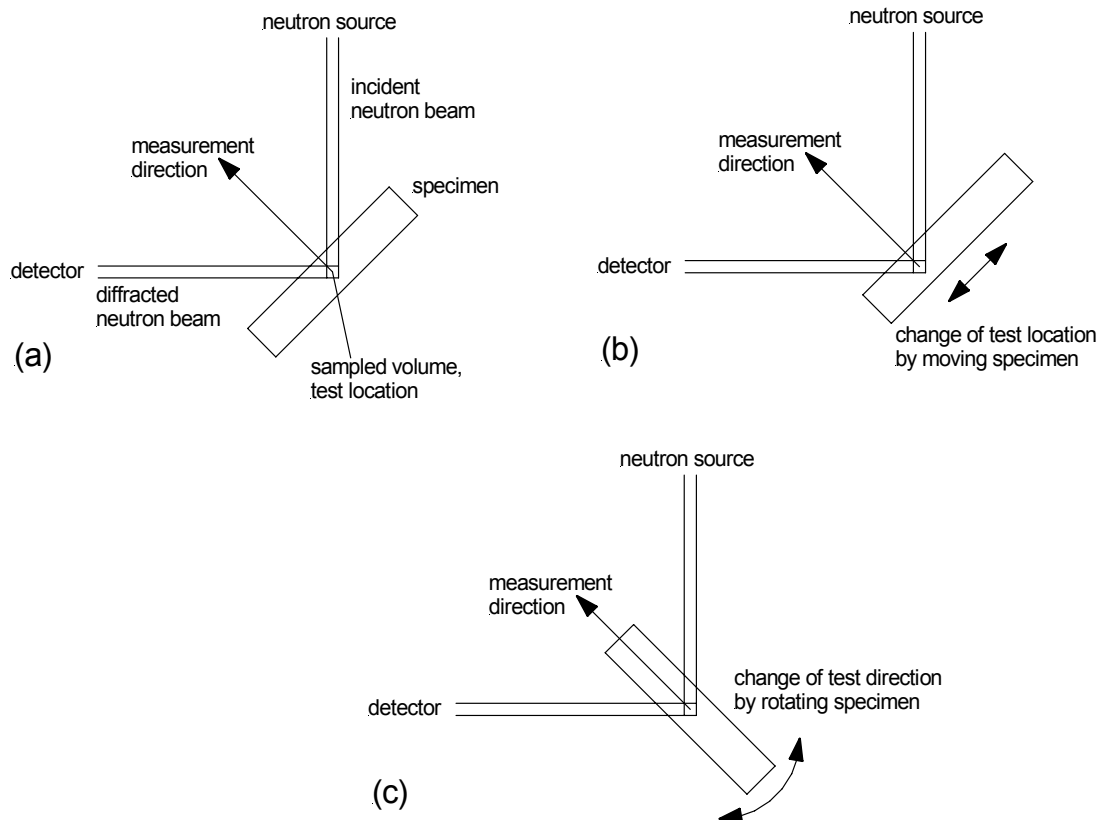 neutron source
incident
neutron beam
measurement
direction
specimen
detector
diffracted
neutron beam
(a)
sampled volume,
test location
neutron source
measurement
direction
detector
(b)
change of test location
by moving specimen
neutron source
measurement
direction
change of test direction
by rotating specimen
detector
(c)